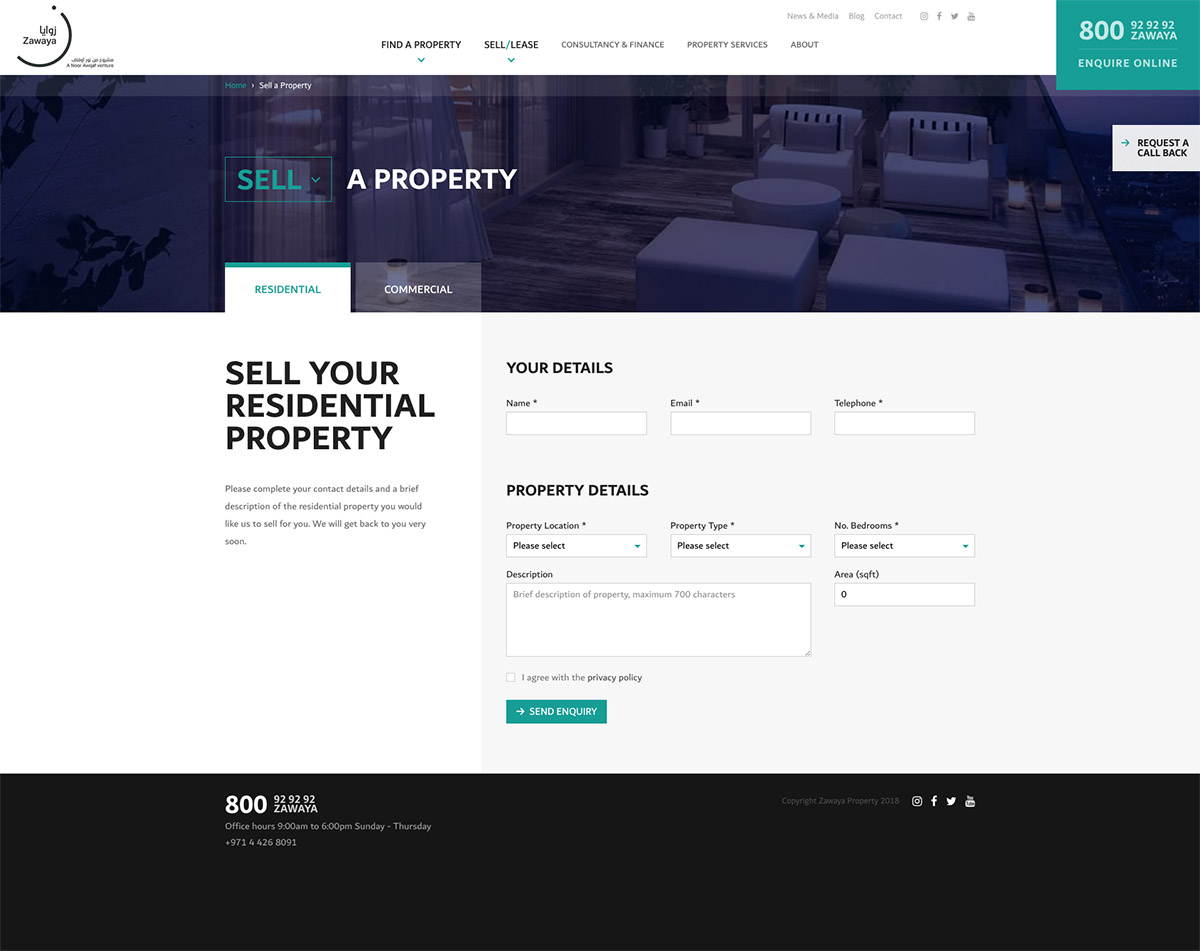 زوايا
Zawaya
مشروع من نور أوقاف
A Noor Awqaf venture
News & Media Blog Contact
FIND A PROPERTY SELL/LEASE CONSULTANCY & FINANCE PROPERTY SERVICES ABOUT
800 92 92 92 ZAWAYA
ENQUIRE ONLINE
Home › Sell a Property
REQUEST A
CALL BACK
SELL A PROPERTY
RESIDENTIAL COMMERCIAL
SELL YOUR
RESIDENTIAL
PROPERTY
Please complete your contact details and a brief
description of the residential property you would
like us to sell for you. We will get back to you very
soon.
YOUR DETAILS
Name * Email * Telephone *
PROPERTY DETAILS
Property Location * Property Type * No. Bedrooms *
Please select Please select Please select
Description Area (sqft)
Brief description of property, maximum 700 characters 0
I agree with the privacy policy
→ SEND ENQUIRY
800 92 92 92 ZAWAYA
Office hours 9:00am to 6:00pm Sunday - Thursday
+971 4 426 8091
Copyright Zawaya Property 2018